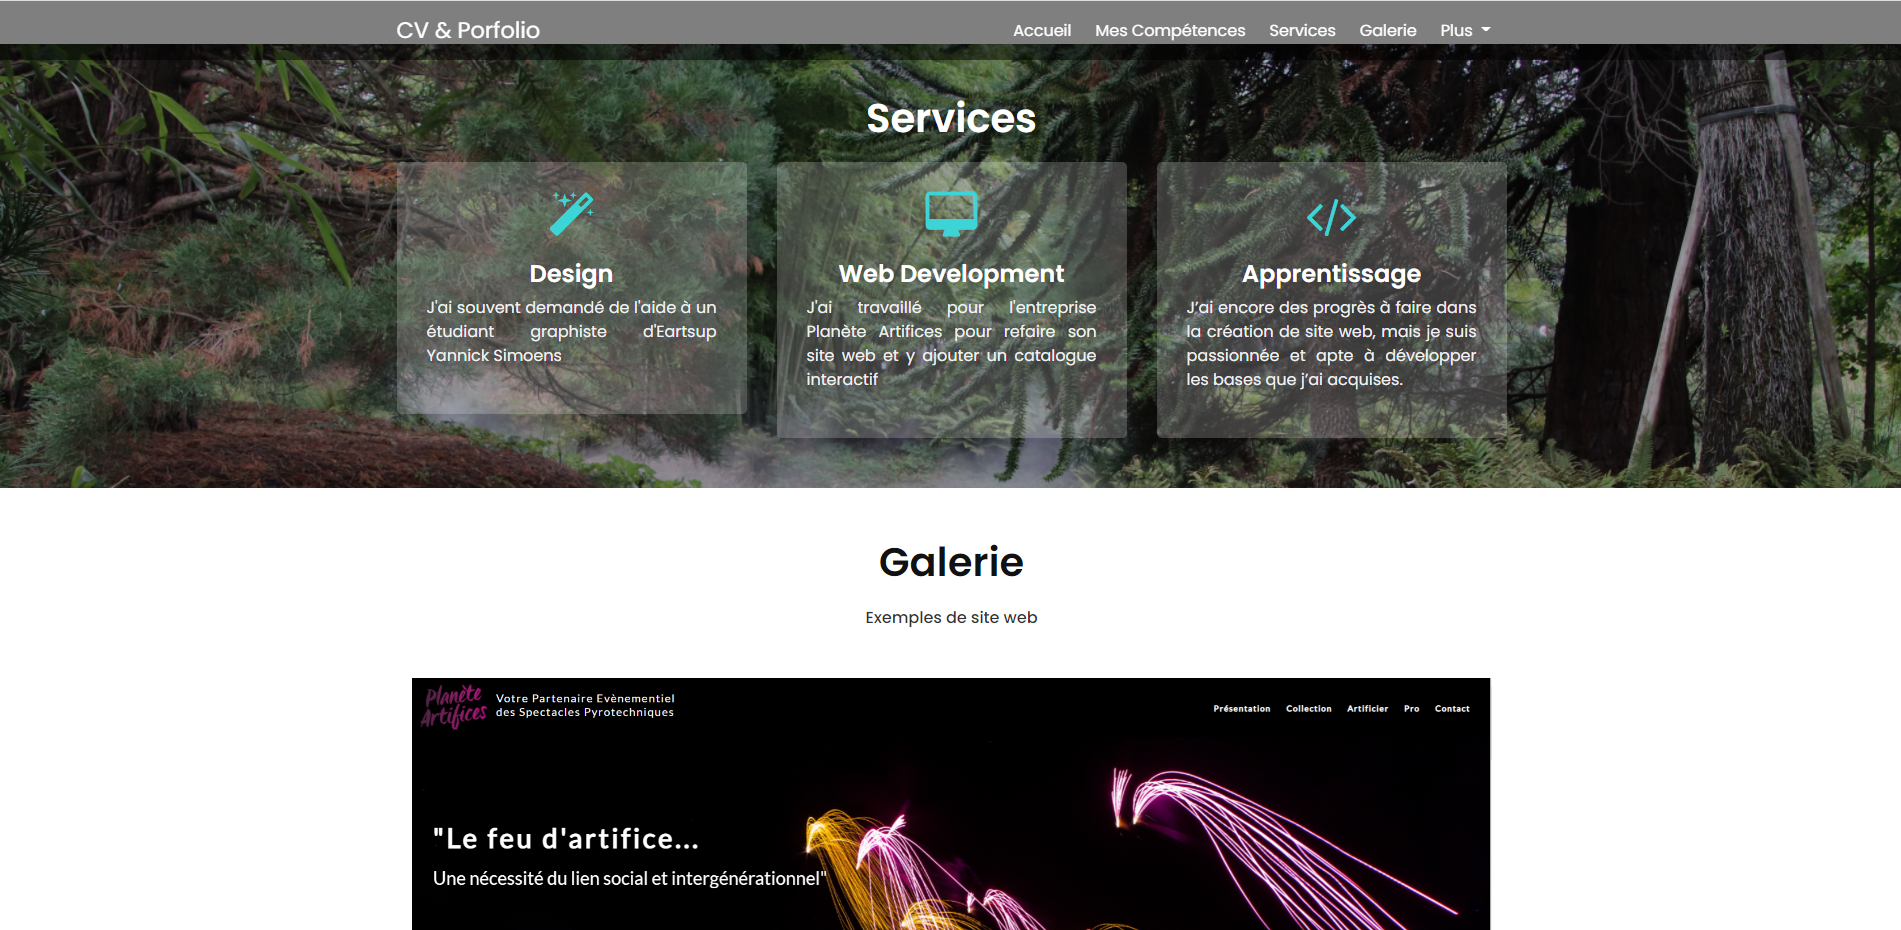 CV & Porfolio
Accueil Mes Compétences Services Galerie Plus
Services
Design
J'ai souvent demandé de l'aide à un
étudiant graphiste d'Eartsup
Yannick Simoens
Web Development
J'ai travaillé pour l'entreprise
Planète Artifices pour refaire son
site web et y ajouter un catalogue
interactif
Apprentissage
J’ai encore des progrès à faire dans
la création de site web, mais je suis
passionnée et apte à développer
les bases que j’ai acquises.
Galerie
Exemples de site web
Planète
Artifices
Votre Partenaire Evènementiel
des Spectacles Pyrotechniques
Présentation Collection Artificier Pro Contact
"Le feu d'artifice...
Une nécessité du lien social et intergénérationnel"